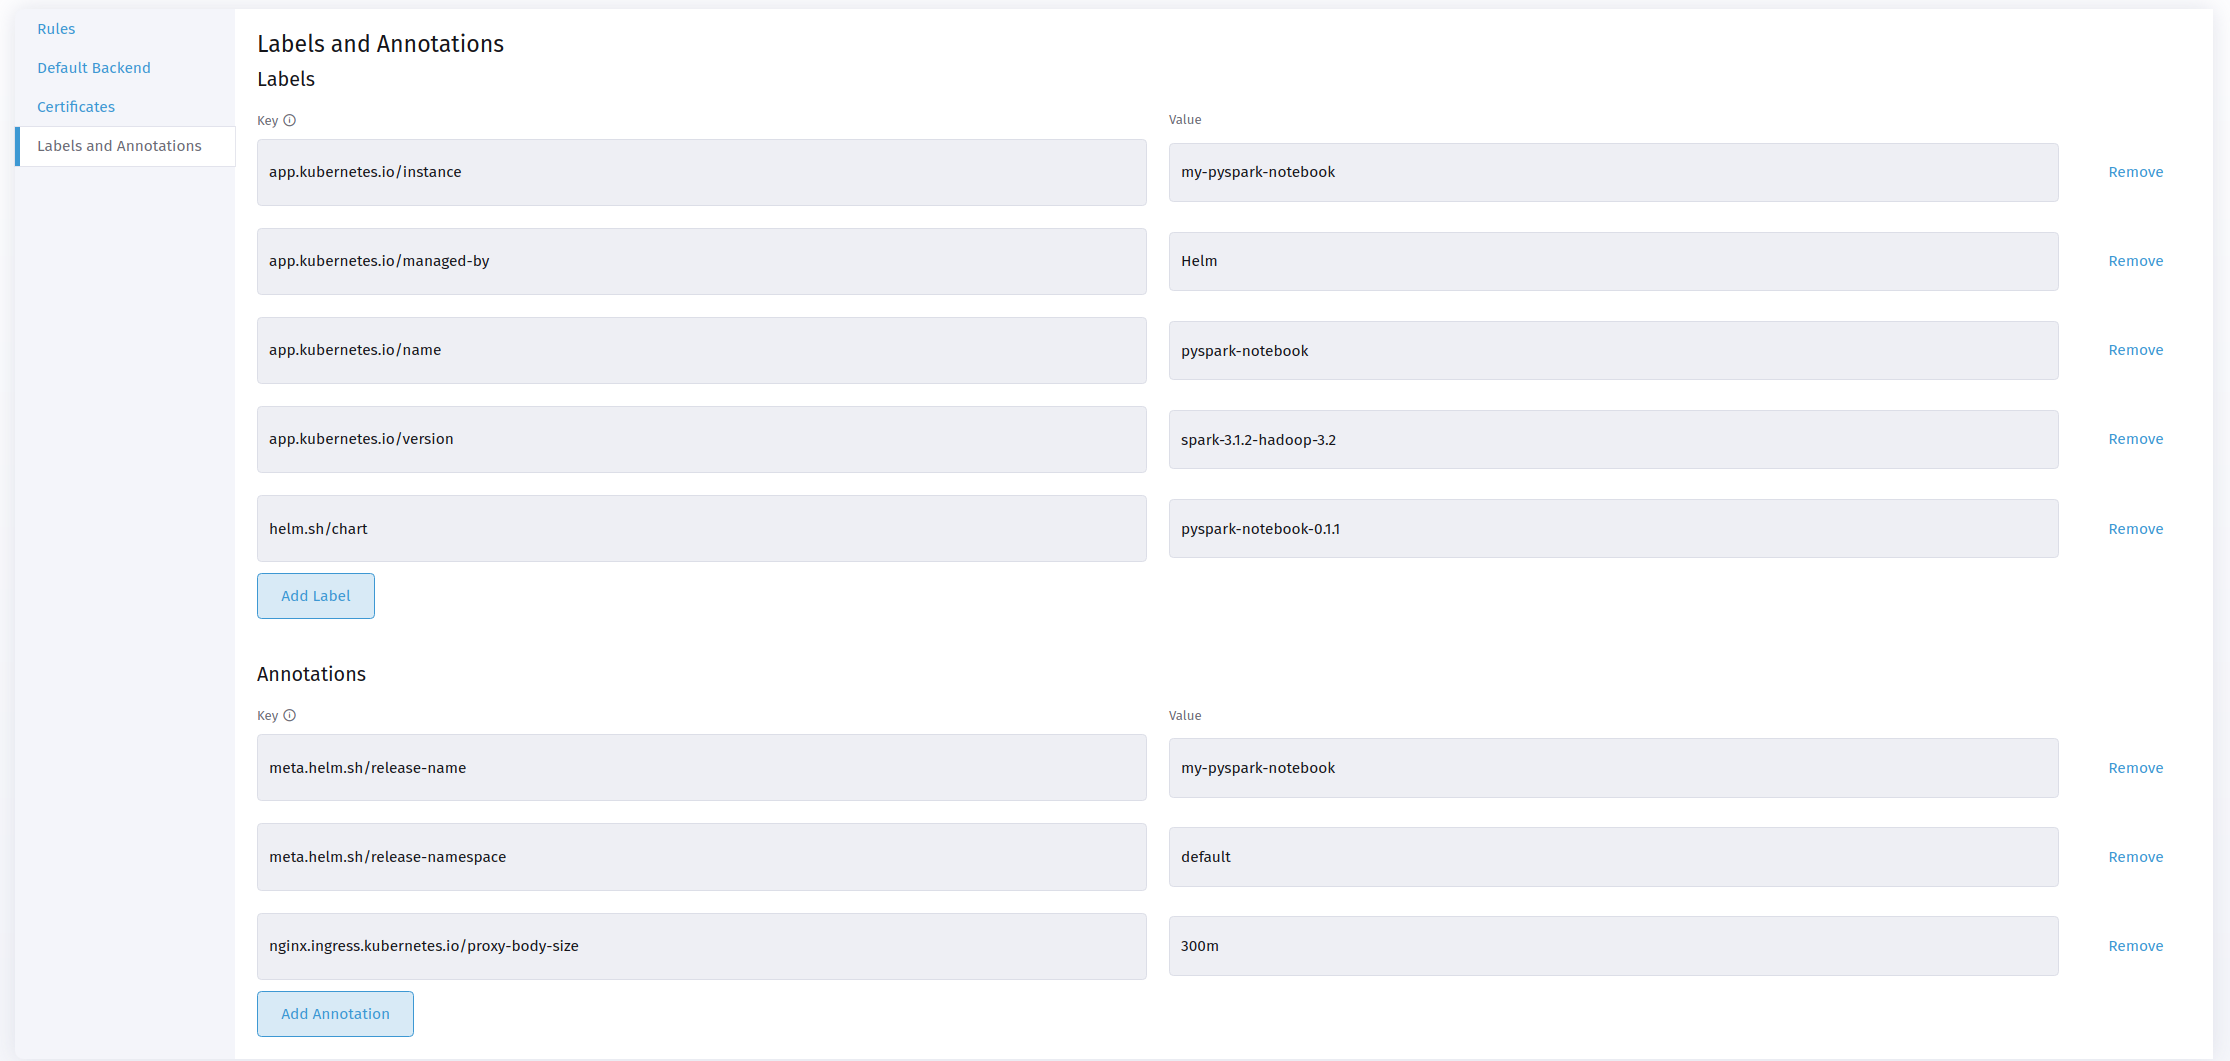 Rules
Default Backend
Certificates
Labels and Annotations
Labels and Annotations
Labels
Key Value
app.kubernetes.io/instance my-pyspark-notebook Remove
app.kubernetes.io/managed-by Helm Remove
app.kubernetes.io/name pyspark-notebook Remove
app.kubernetes.io/version spark-3.1.2-hadoop-3.2 Remove
helm.sh/chart pyspark-notebook-0.1.1 Remove
Add Label
Annotations
Key Value
meta.helm.sh/release-name my-pyspark-notebook Remove
meta.helm.sh/release-namespace default Remove
nginx.ingress.kubernetes.io/proxy-body-size 300m Remove
Add Annotation